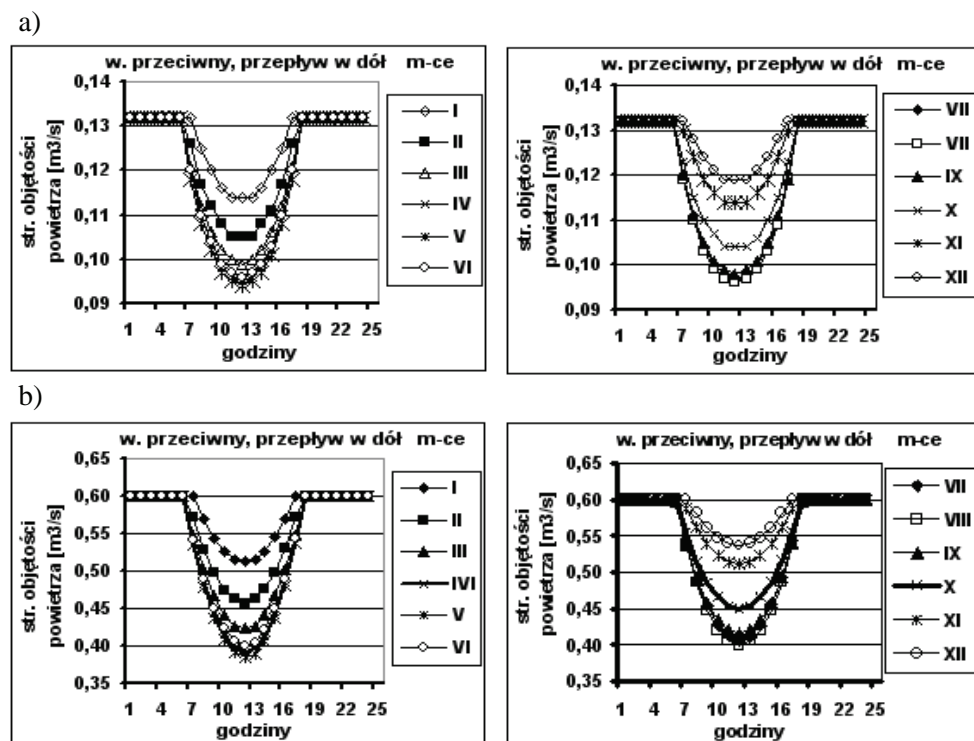 a)
w. przeciwny, przepływ w dół m-ce
str. objętości
powietrza [m3/s]
0,14
0,13
0,12
0,11
0,10
0,09
1 4 7 10 13 16 19 22 25
godziny
I
II
III
IV
V
VI
w. przeciwny, przepływ w dół m-ce
str. objętości
powietrza [m3/s]
0,14
0,13
0,12
0,11
0,10
0,09
1 4 7 10 13 16 19 22 25
godziny
VII
VII
IX
X
XI
XII
b)
w. przeciwny, przepływ w dół m-ce
str. objętości
powietrza [m3/s]
0,65
0,60
0,55
0,50
0,45
0,40
0,35
1 4 7 10 13 16 19 22 25
godziny
I
II
III
IVI
V
VI
w. przeciwny, przepływ w dół m-ce
str. objętości
powietrza [m3/s]
0,65
0,60
0,55
0,50
0,45
0,40
0,35
1 4 7 10 13 16 19 22 25
godziny
VII
VIII
IX
X
XI
XII